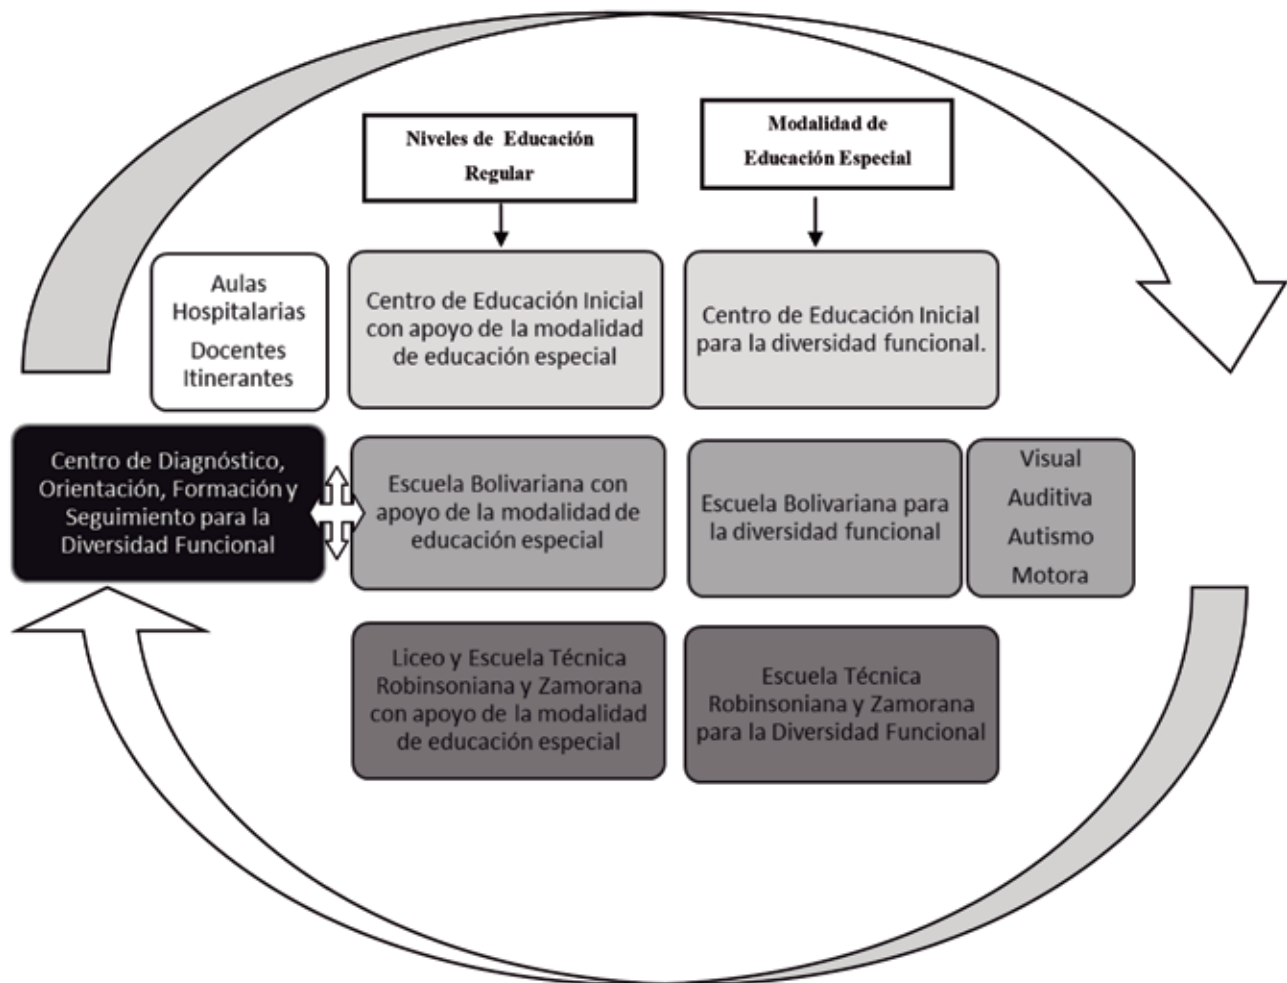 Niveles de Educación
Regular
Modalidad de
Educación Especial
Aulas
Hospitalarias
Docentes
Itinerantes
Centro de Educación Inicial
con apoyo de la modalidad
de educación especial
Centro de Educación Inicial
para la diversidad funcional.
Centro de Diagnóstico,
Orientación, Formación y
Seguimiento para la
Diversidad Funcional
Escuela Bolivariana con
apoyo de la modalidad de
educación especial
Escuela Bolivariana para
la diversidad funcional
Visual
Auditiva
Autismo
Motora
Liceo y Escuela Técnica
Robinsoniana y Zamorana
con apoyo de la modalidad
de educación especial
Escuela Técnica
Robinsoniana y Zamorana
para la Diversidad Funcional